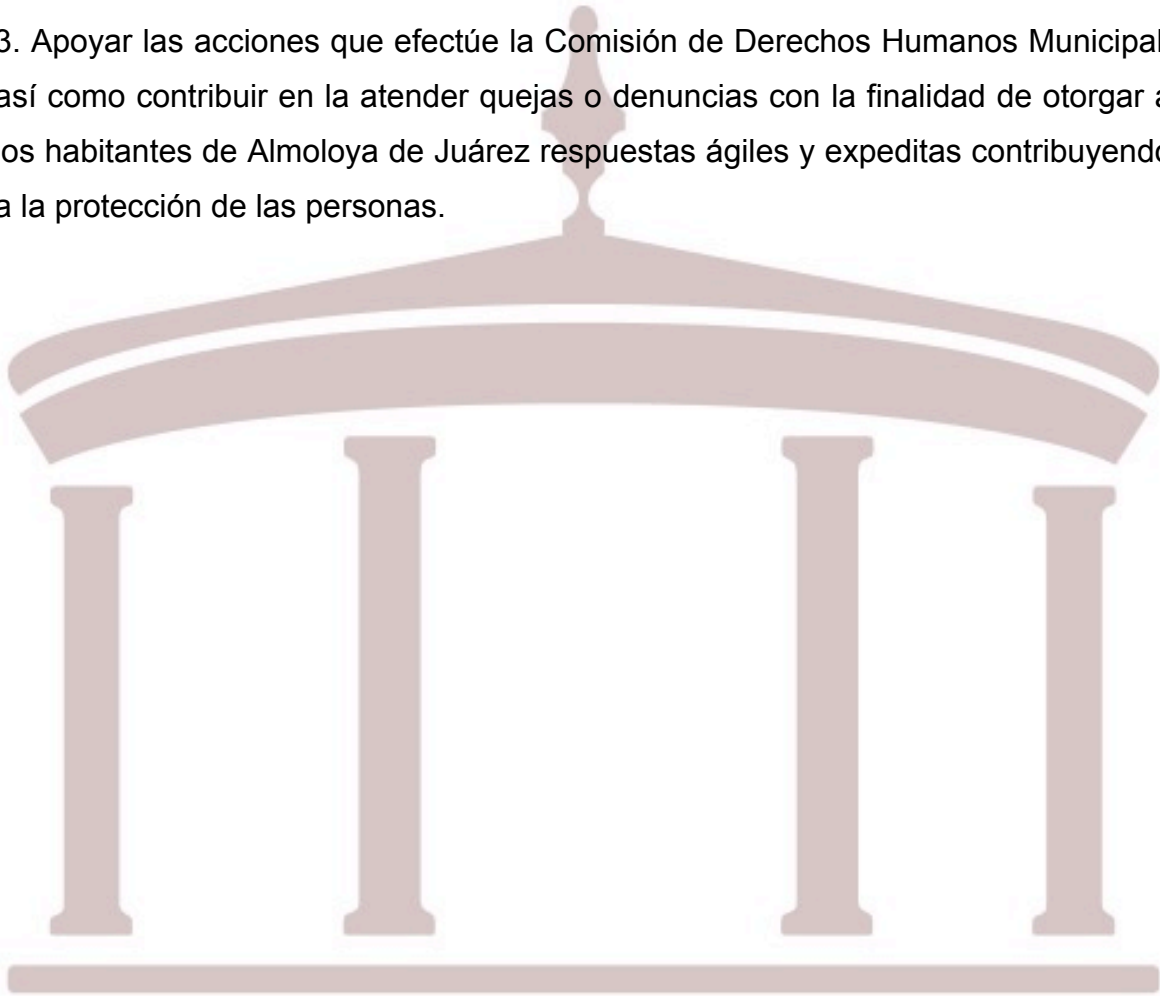 3. Apoyar las acciones que efectúe la Comisión de Derechos Humanos Municipal
así como contribuir en la atender quejas o denuncias con la finalidad de otorgar a
los habitantes de Almoloya de Juárez respuestas ágiles y expeditas contribuyendo
a la protección de las personas.